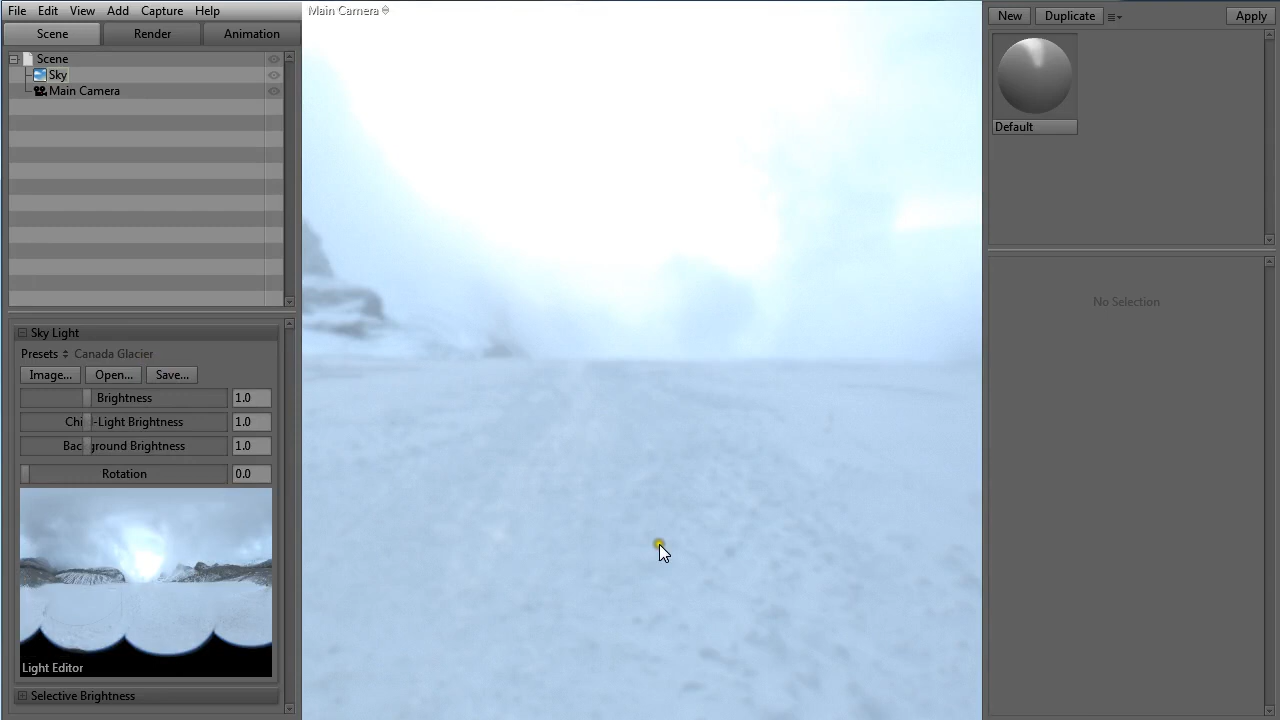 File Edit View Add Capture Help
Scene Render Animation
Scene
Sky
Main Camera
Sky Light
Presets Canada Glacier
Image... Open... Save...
Brightness 1.0
Chi -Light Brightness 1.0
Bac ground Brightness 1.0
Rotation 0.0
Light Editor
Selective Brightness
Main Camera
New Duplicate Apply
Default
No Selection